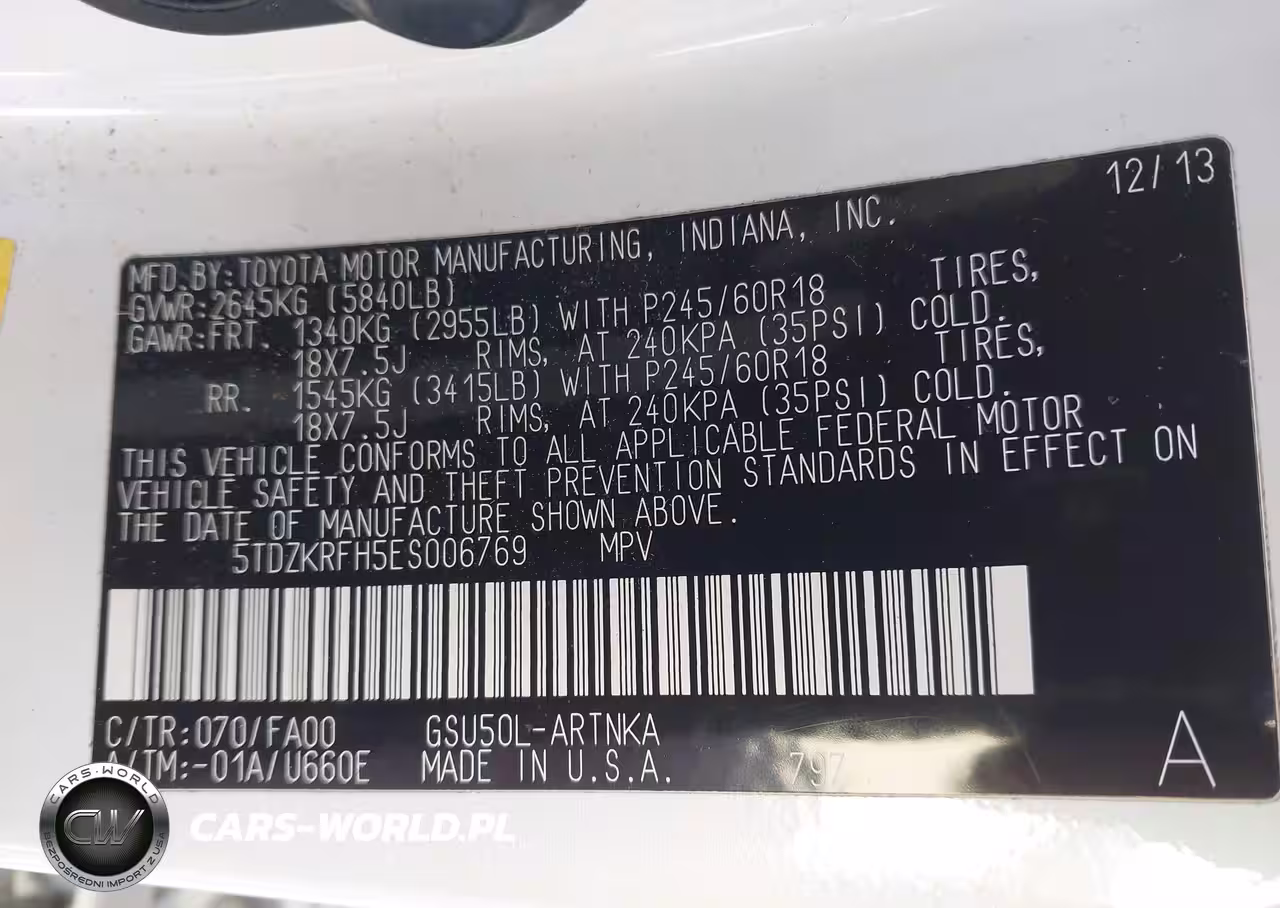 12/13
MFD.BY:TOYOTA MOTOR MANUFACTURING, INDIANA, INC.
GVWR:2645KG (5840LB)
GAWR:FRT. 1340KG (2955LB) WITH P245/60R18 TIRES,
18X7.5J RIMS, AT 240KPA (35PSI) COLD.
RR. 1545KG (3415LB) WITH P245/60R18 TIRES,
18X7.5J RIMS, AT 240KPA (35PSI) COLD.
THIS VEHICLE CONFORMS TO ALL APPLICABLE FEDERAL MOTOR
VEHICLE SAFETY AND THEFT PREVENTION STANDARDS IN EFFECT ON
THE DATE OF MANUFACTURE SHOWN ABOVE.
5TDZKRFH5ES006769 MPV
C/TR:070/FA00 GSU50L-ARTNKA
A/TM:-01A/U660E MADE IN U.S.A. 797 A
CARS-WORLD
CW
BEZPOŚREDNI IMPORT Z USA
CARS-WORLD.PL